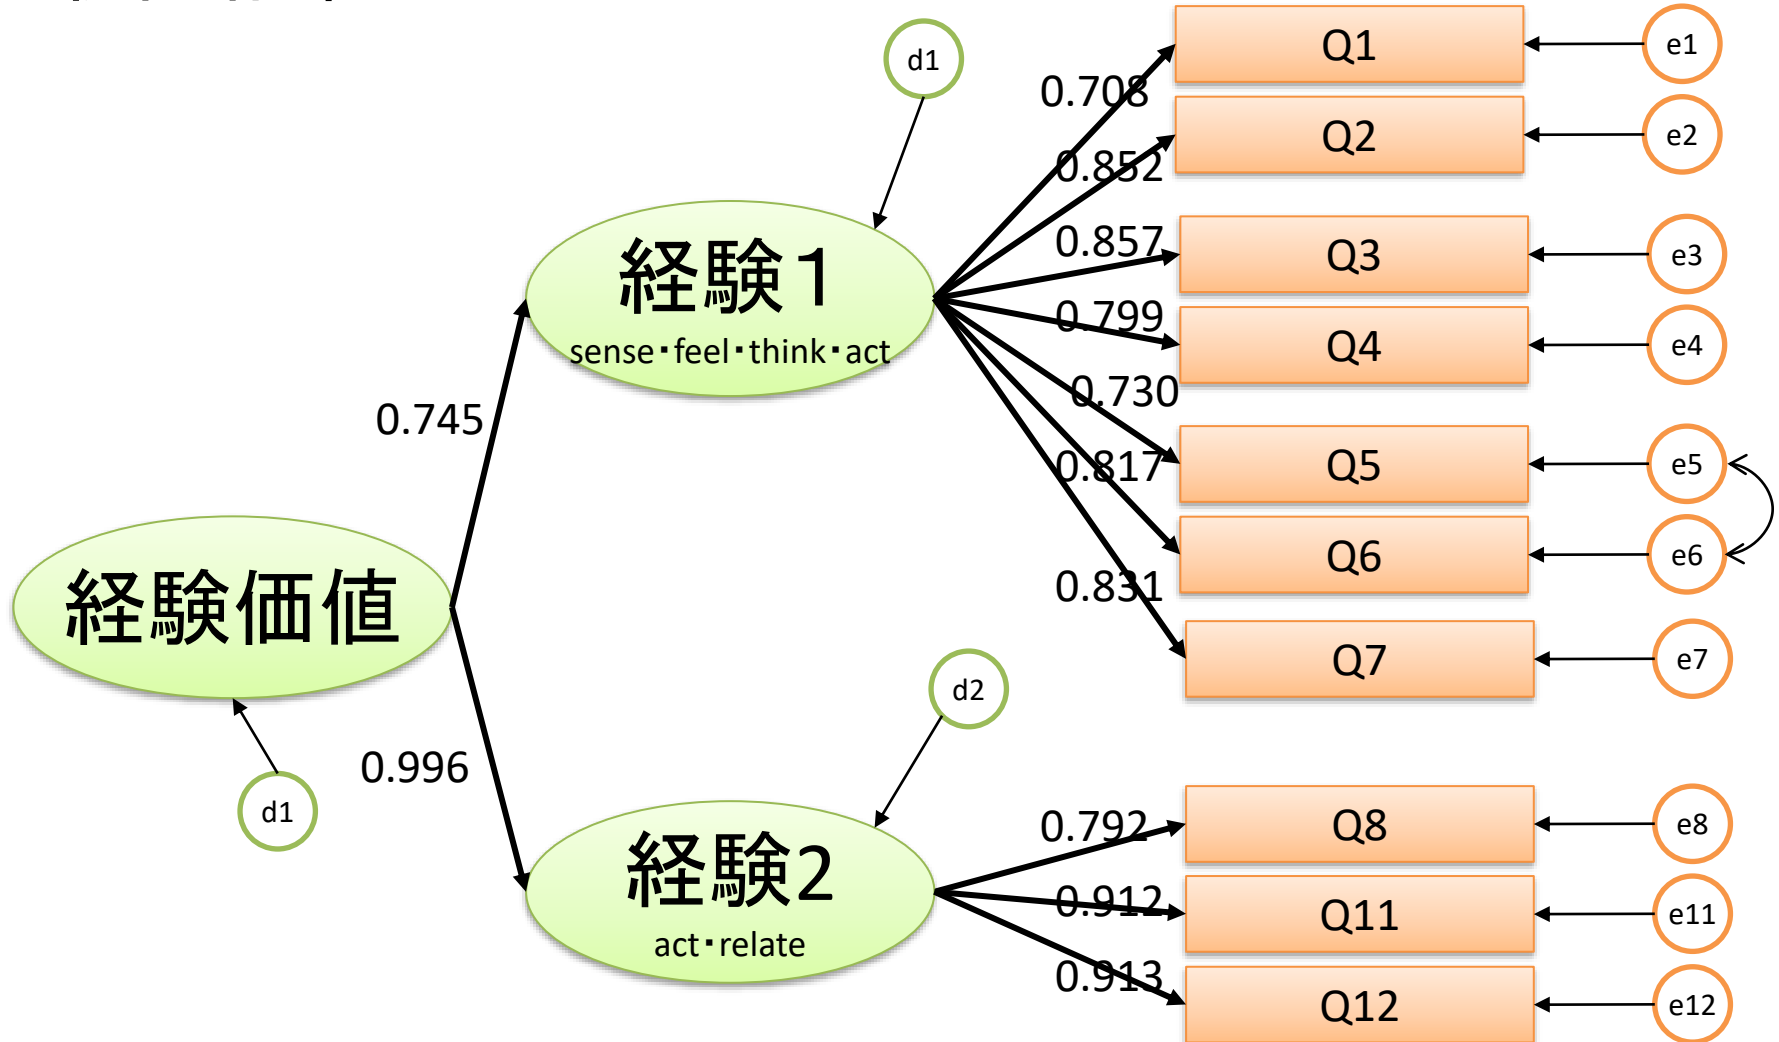 d1
Q1
e1
0.708
Q2
e2
0.852
経験1
sense・feel・think・act
0.857
Q3
e3
0.799
Q4
e4
0.730
0.745
Q5
e5
0.817
Q6
e6
0.831
経験価値
Q7
e7
d2
0.996
d1
経験2
act・relate
0.792
Q8
e8
0.912
Q11
e11
0.913
Q12
e12